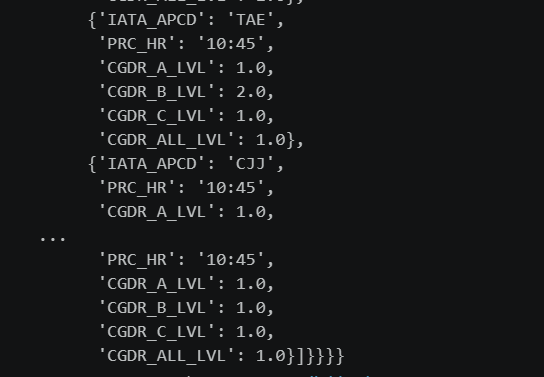 {'IATA_APCD': 'TAE',
'PRC_HR': '10:45',
'CGDR_A_LVL': 1.0,
'CGDR_B_LVL': 2.0,
'CGDR_C_LVL': 1.0,
'CGDR_ALL_LVL': 1.0},
{'IATA_APCD': 'CJJ',
'PRC_HR': '10:45',
'CGDR_A_LVL': 1.0,
...
'PRC_HR': '10:45',
'CGDR_A_LVL': 1.0,
'CGDR_B_LVL': 1.0,
'CGDR_C_LVL': 1.0,
'CGDR_ALL_LVL': 1.0}]}}}}